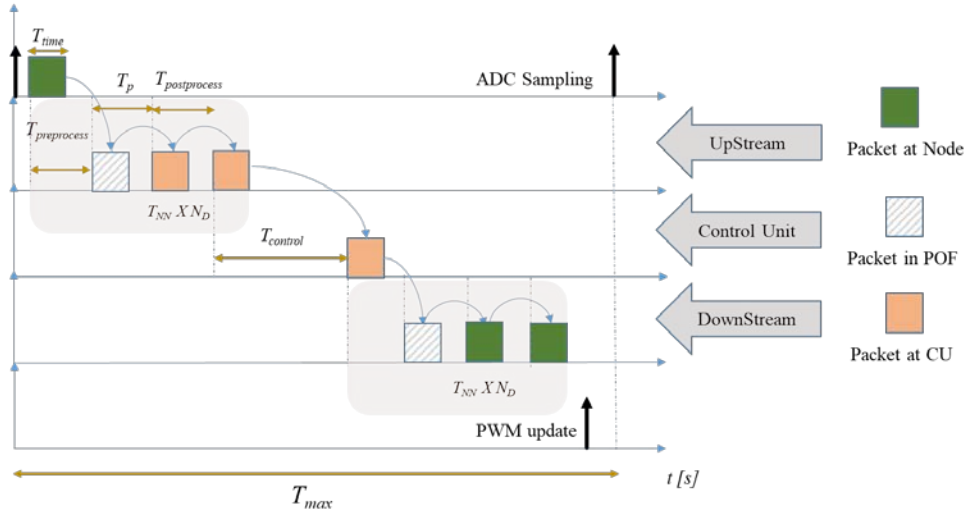 T_time
T_p
T_postprocess
ADC Sampling
T_preprocess
UpStream
Packet at Node
T_NN X N_D
Control Unit
T_control
Packet in POF
DownStream
Packet at CU
T_NN X N_D
PWM update
t [s]
T_max